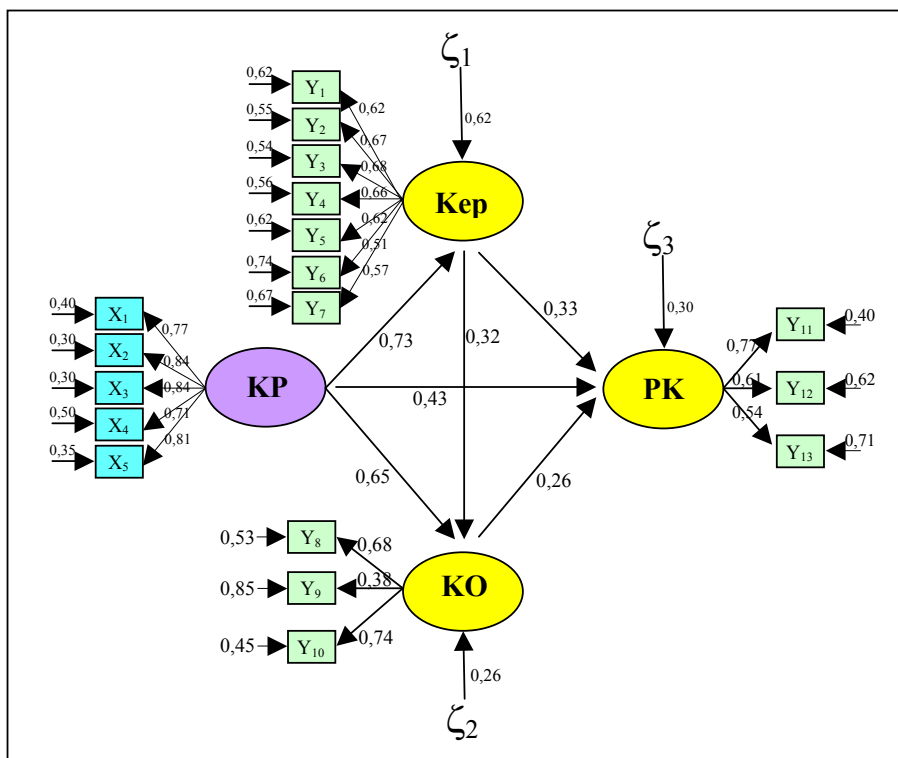 ζ1
0,62
0,62 Y1 0,62
0,55 Y2 0,67
0,54 Y3 0,68
0,56 Y4 0,66
0,62 Y5 0,62
0,74 Y6 0,51
0,67 Y7 0,57
Kep
ζ3
0,30
0,40 X1 0,77
0,30 X2 0,84
0,30 X3 0,84
0,50 X4 0,71
0,35 X5 0,81
KP
0,73
0,32
0,33
0,43
0,65
0,26
PK
0,77 Y11 0,40
0,61 Y12 0,62
0,54 Y13 0,71
0,53 Y8 0,68
0,85 Y9 0,38
0,45 Y10 0,74
KO
0,26
ζ2